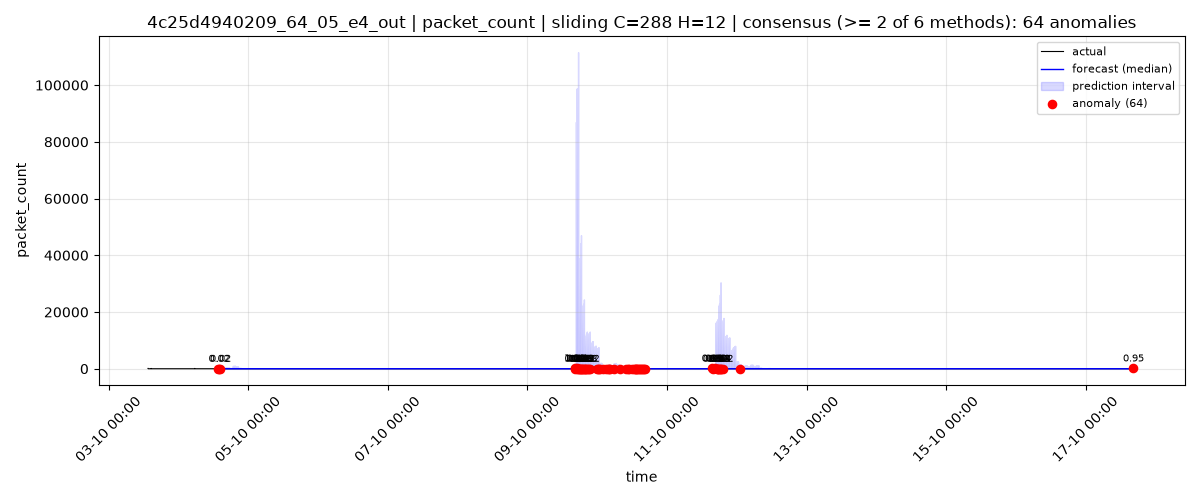 4c25d4940209_64_05_e4_out | packet_count | sliding C=288 H=12 | consensus (>= 2 of 6 methods): 64 anomalies
actual
forecast (median)
prediction interval
anomaly (64)
packet_count
100000
80000
60000
40000
20000
0
0.95
03-10 00:00
05-10 00:00
07-10 00:00
09-10 00:00
11-10 00:00
13-10 00:00
15-10 00:00
17-10 00:00
time